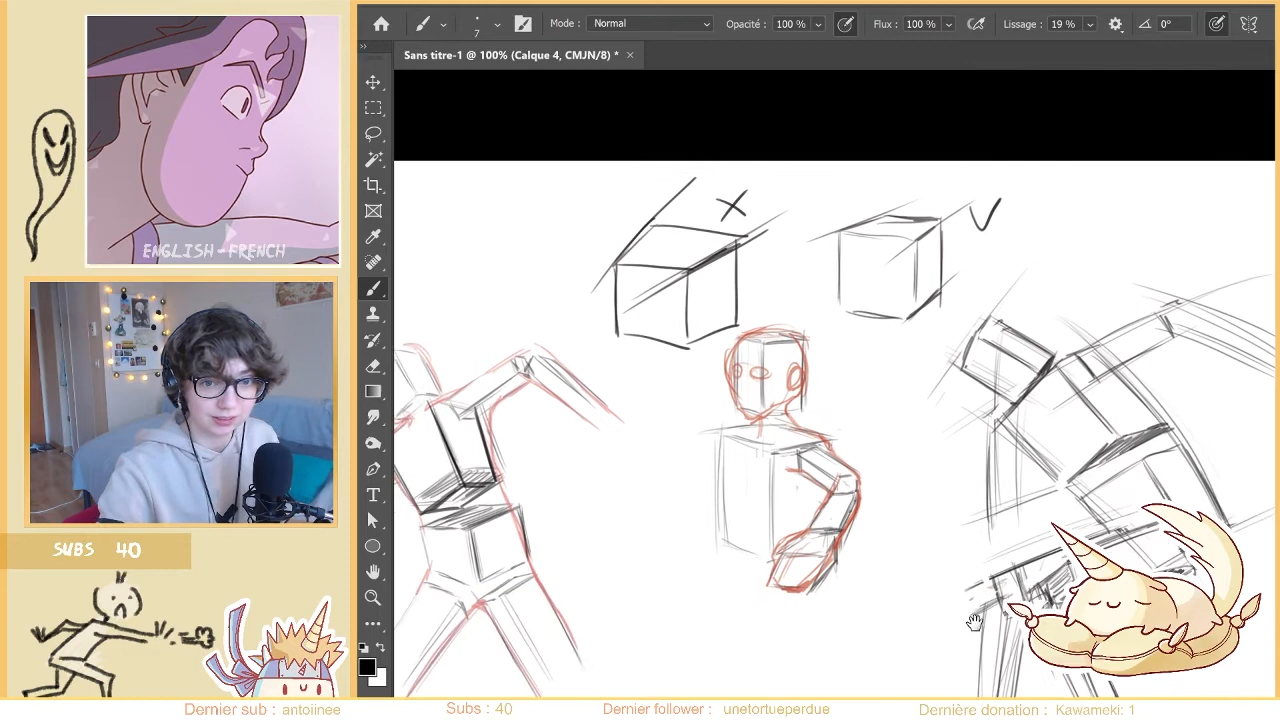 Mode : Normal Opacité : 100 % Flux : 100 % Lissage : 19 % 0°
7
Sans titre-1 @ 100% (Calque 4, CMJN/8) * ×
ENGLISH - FRENCH
SUBS 40
Dernier sub : antoiinee Subs : 40 Dernier follower : unetortueperdue Dernière donation : Kawameki: 1